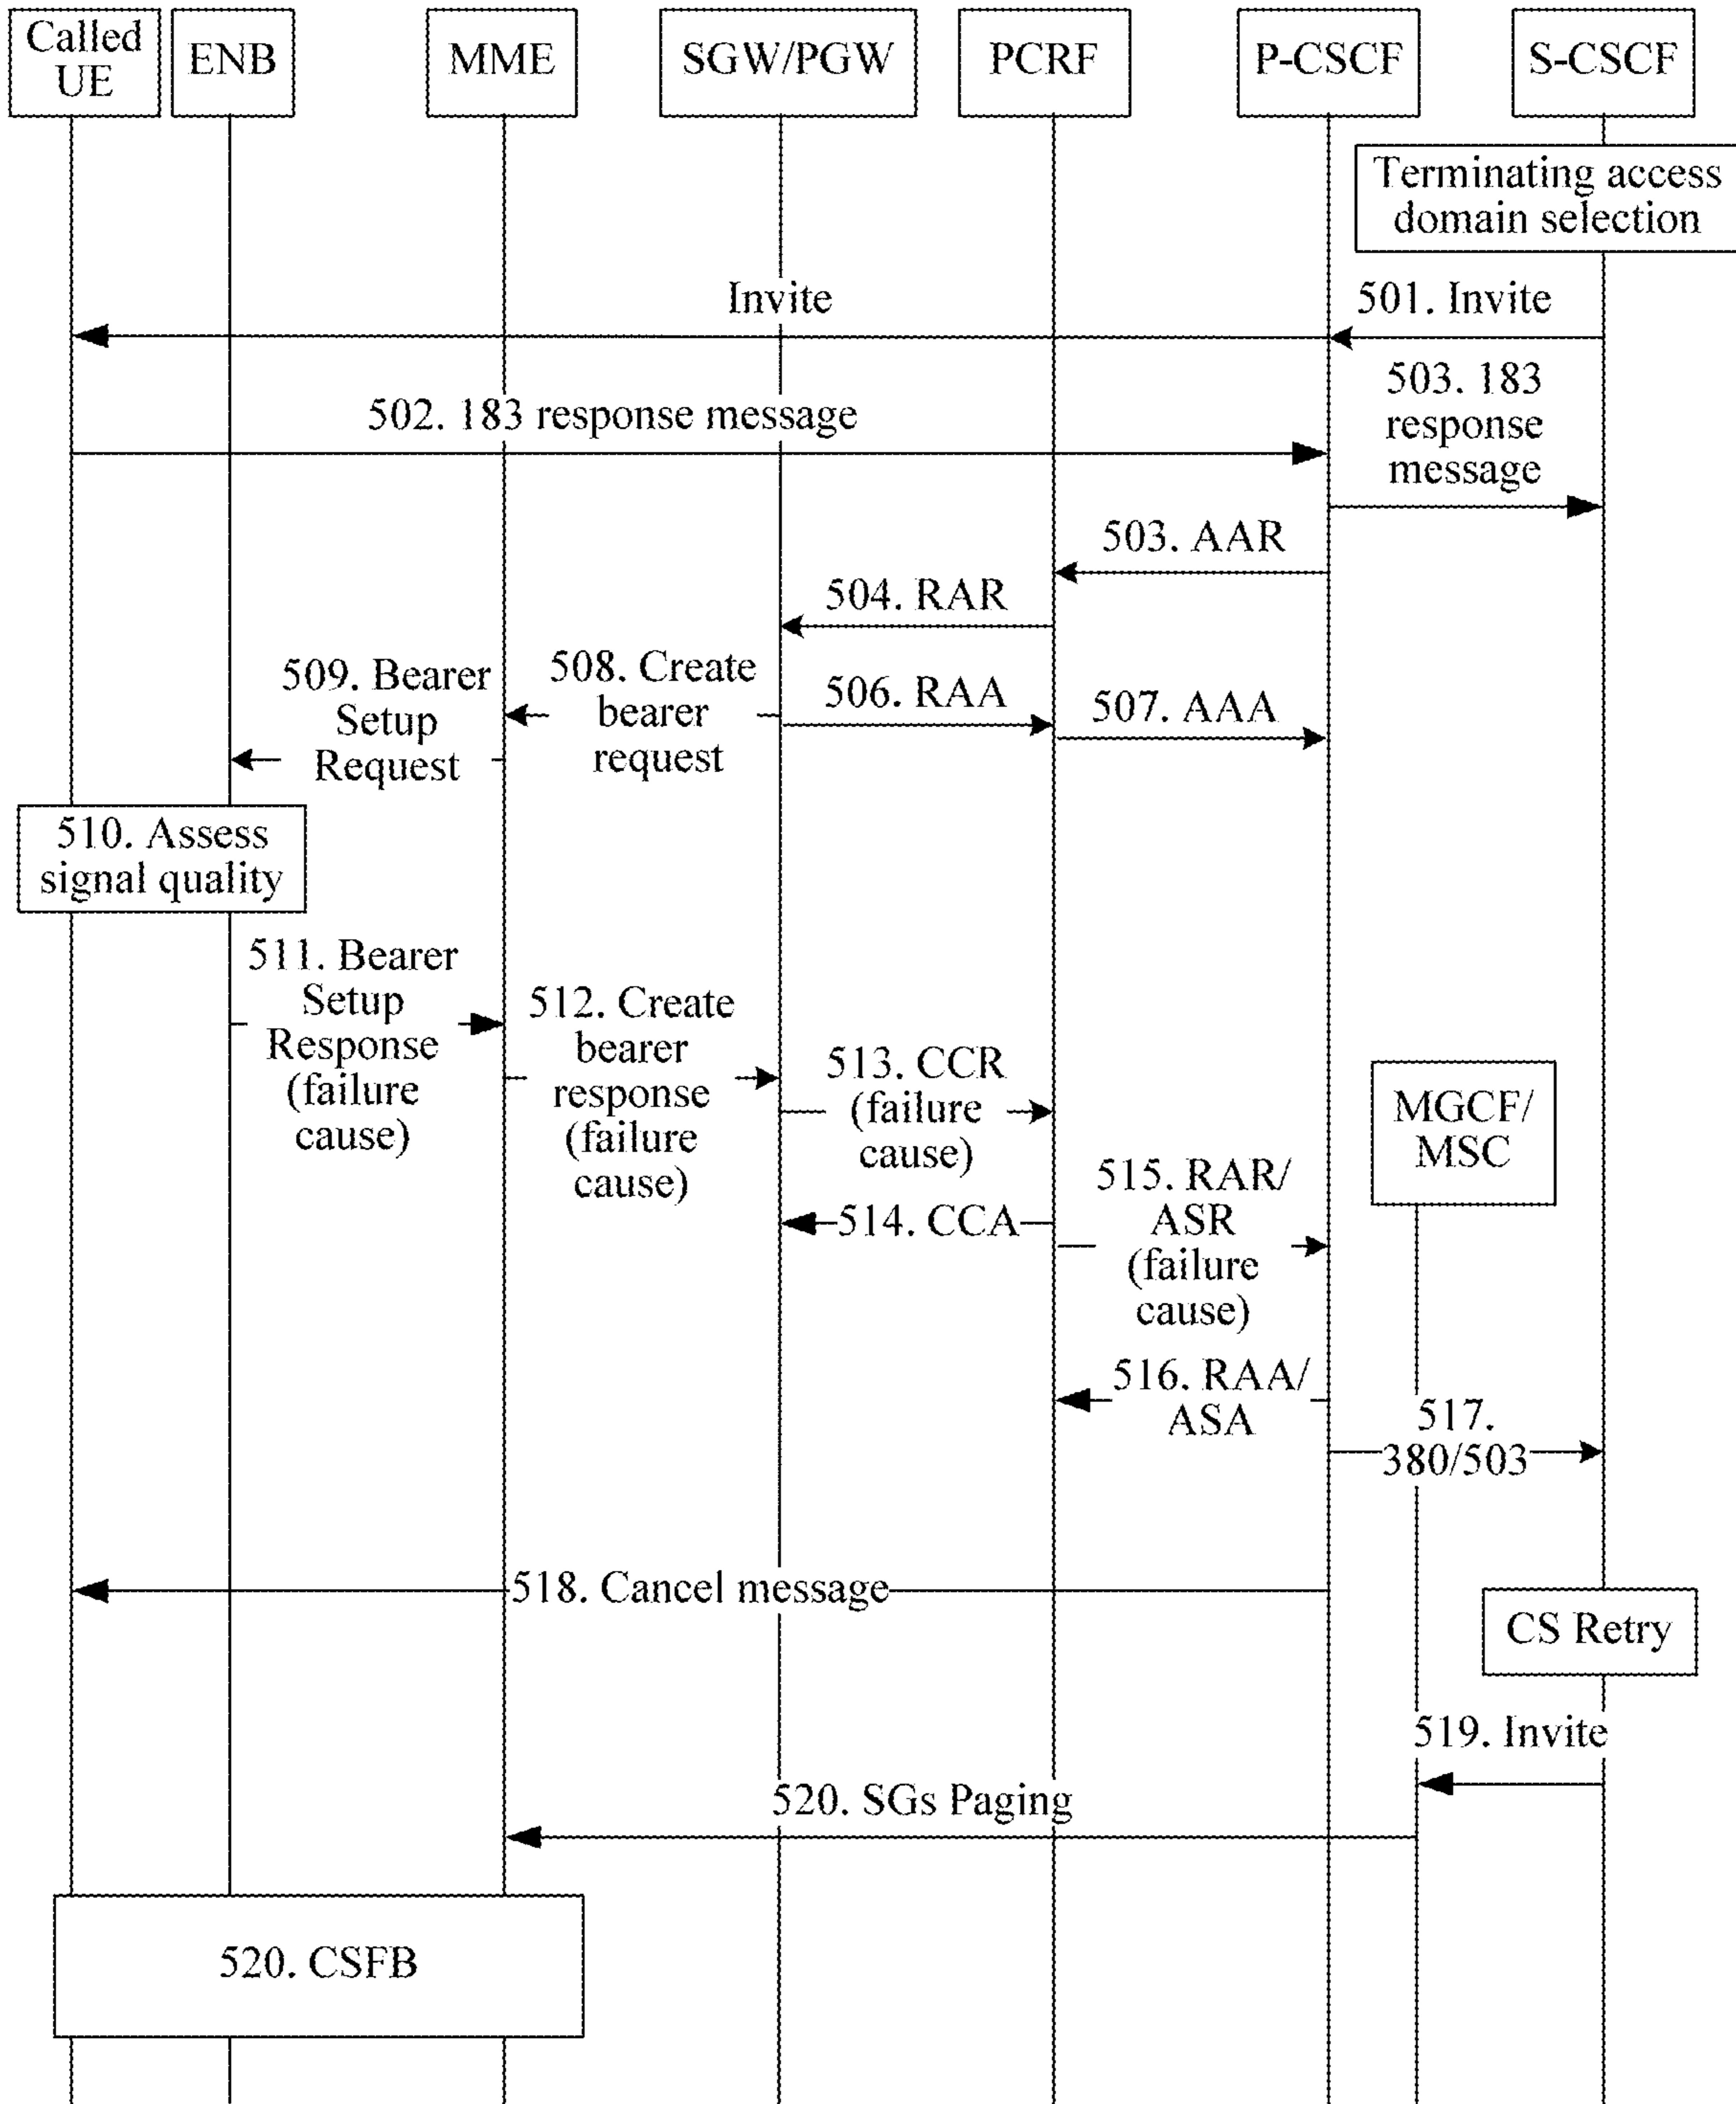 Called
UE
ENB
MME
SGW/PGW
PCRF
P-CSCF
S-CSCF
Terminating access
domain selection
Invite
501. Invite
502. 183 response message
503. 183
response
message
503. AAR
504. RAR
509. Bearer
Setup
Request
508. Create
bearer
request
506. RAA
507. AAA
510. Assess
signal quality
511. Bearer
Setup
Response
(failure
cause)
512. Create
bearer
response
(failure
cause)
513. CCR
(failure
cause)
MGCF/
MSC
514. CCA
515. RAR/
ASR
(failure
cause)
516. RAA/
ASA
517.
380/503
518. Cancel message
CS Retry
519. Invite
520. SGs Paging
520. CSFB